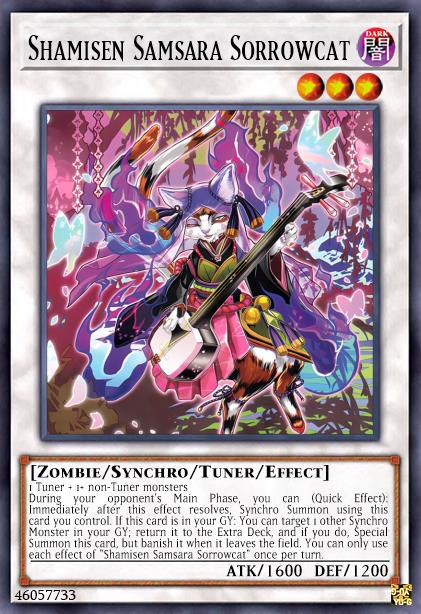 SHAMISEN SAMSARA SORROWCAT
DARK
闇
[ZOMBIE/SYNCHRO/TUNER/EFFECT]
1 Tuner + 1+ non-Tuner monsters
During your opponent's Main Phase, you can (Quick Effect):
Immediately after this effect resolves, Synchro Summon using this
card you control. If this card is in your GY: You can target 1 other Synchro
Monster in your GY; return it to the Extra Deck, and if you do, Special
Summon this card, but banish it when it leaves the field. You can only use
each effect of "Shamisen Samsara Sorrowcat" once per turn.
ATK/1600 DEF/1200
46057733